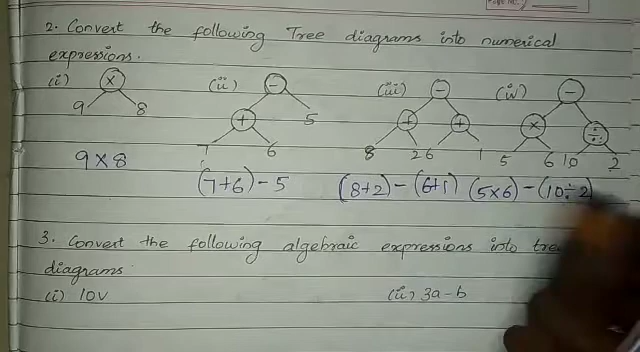 Page No.
2. Convert the following Tree diagrams into numerical
expressions.
(i) × 9 8
(ii) - + 5 7 6
(iii) - + + 8 2 6 1
(iv) - × ÷ 5 6 10 2
9 × 8
(7+6) - 5
(8+2) - (6+1)
(5×6) - (10÷2)
3. Convert the following algebraic expressions into tree
diagrams
(i) 10v
(ii) 3a-b